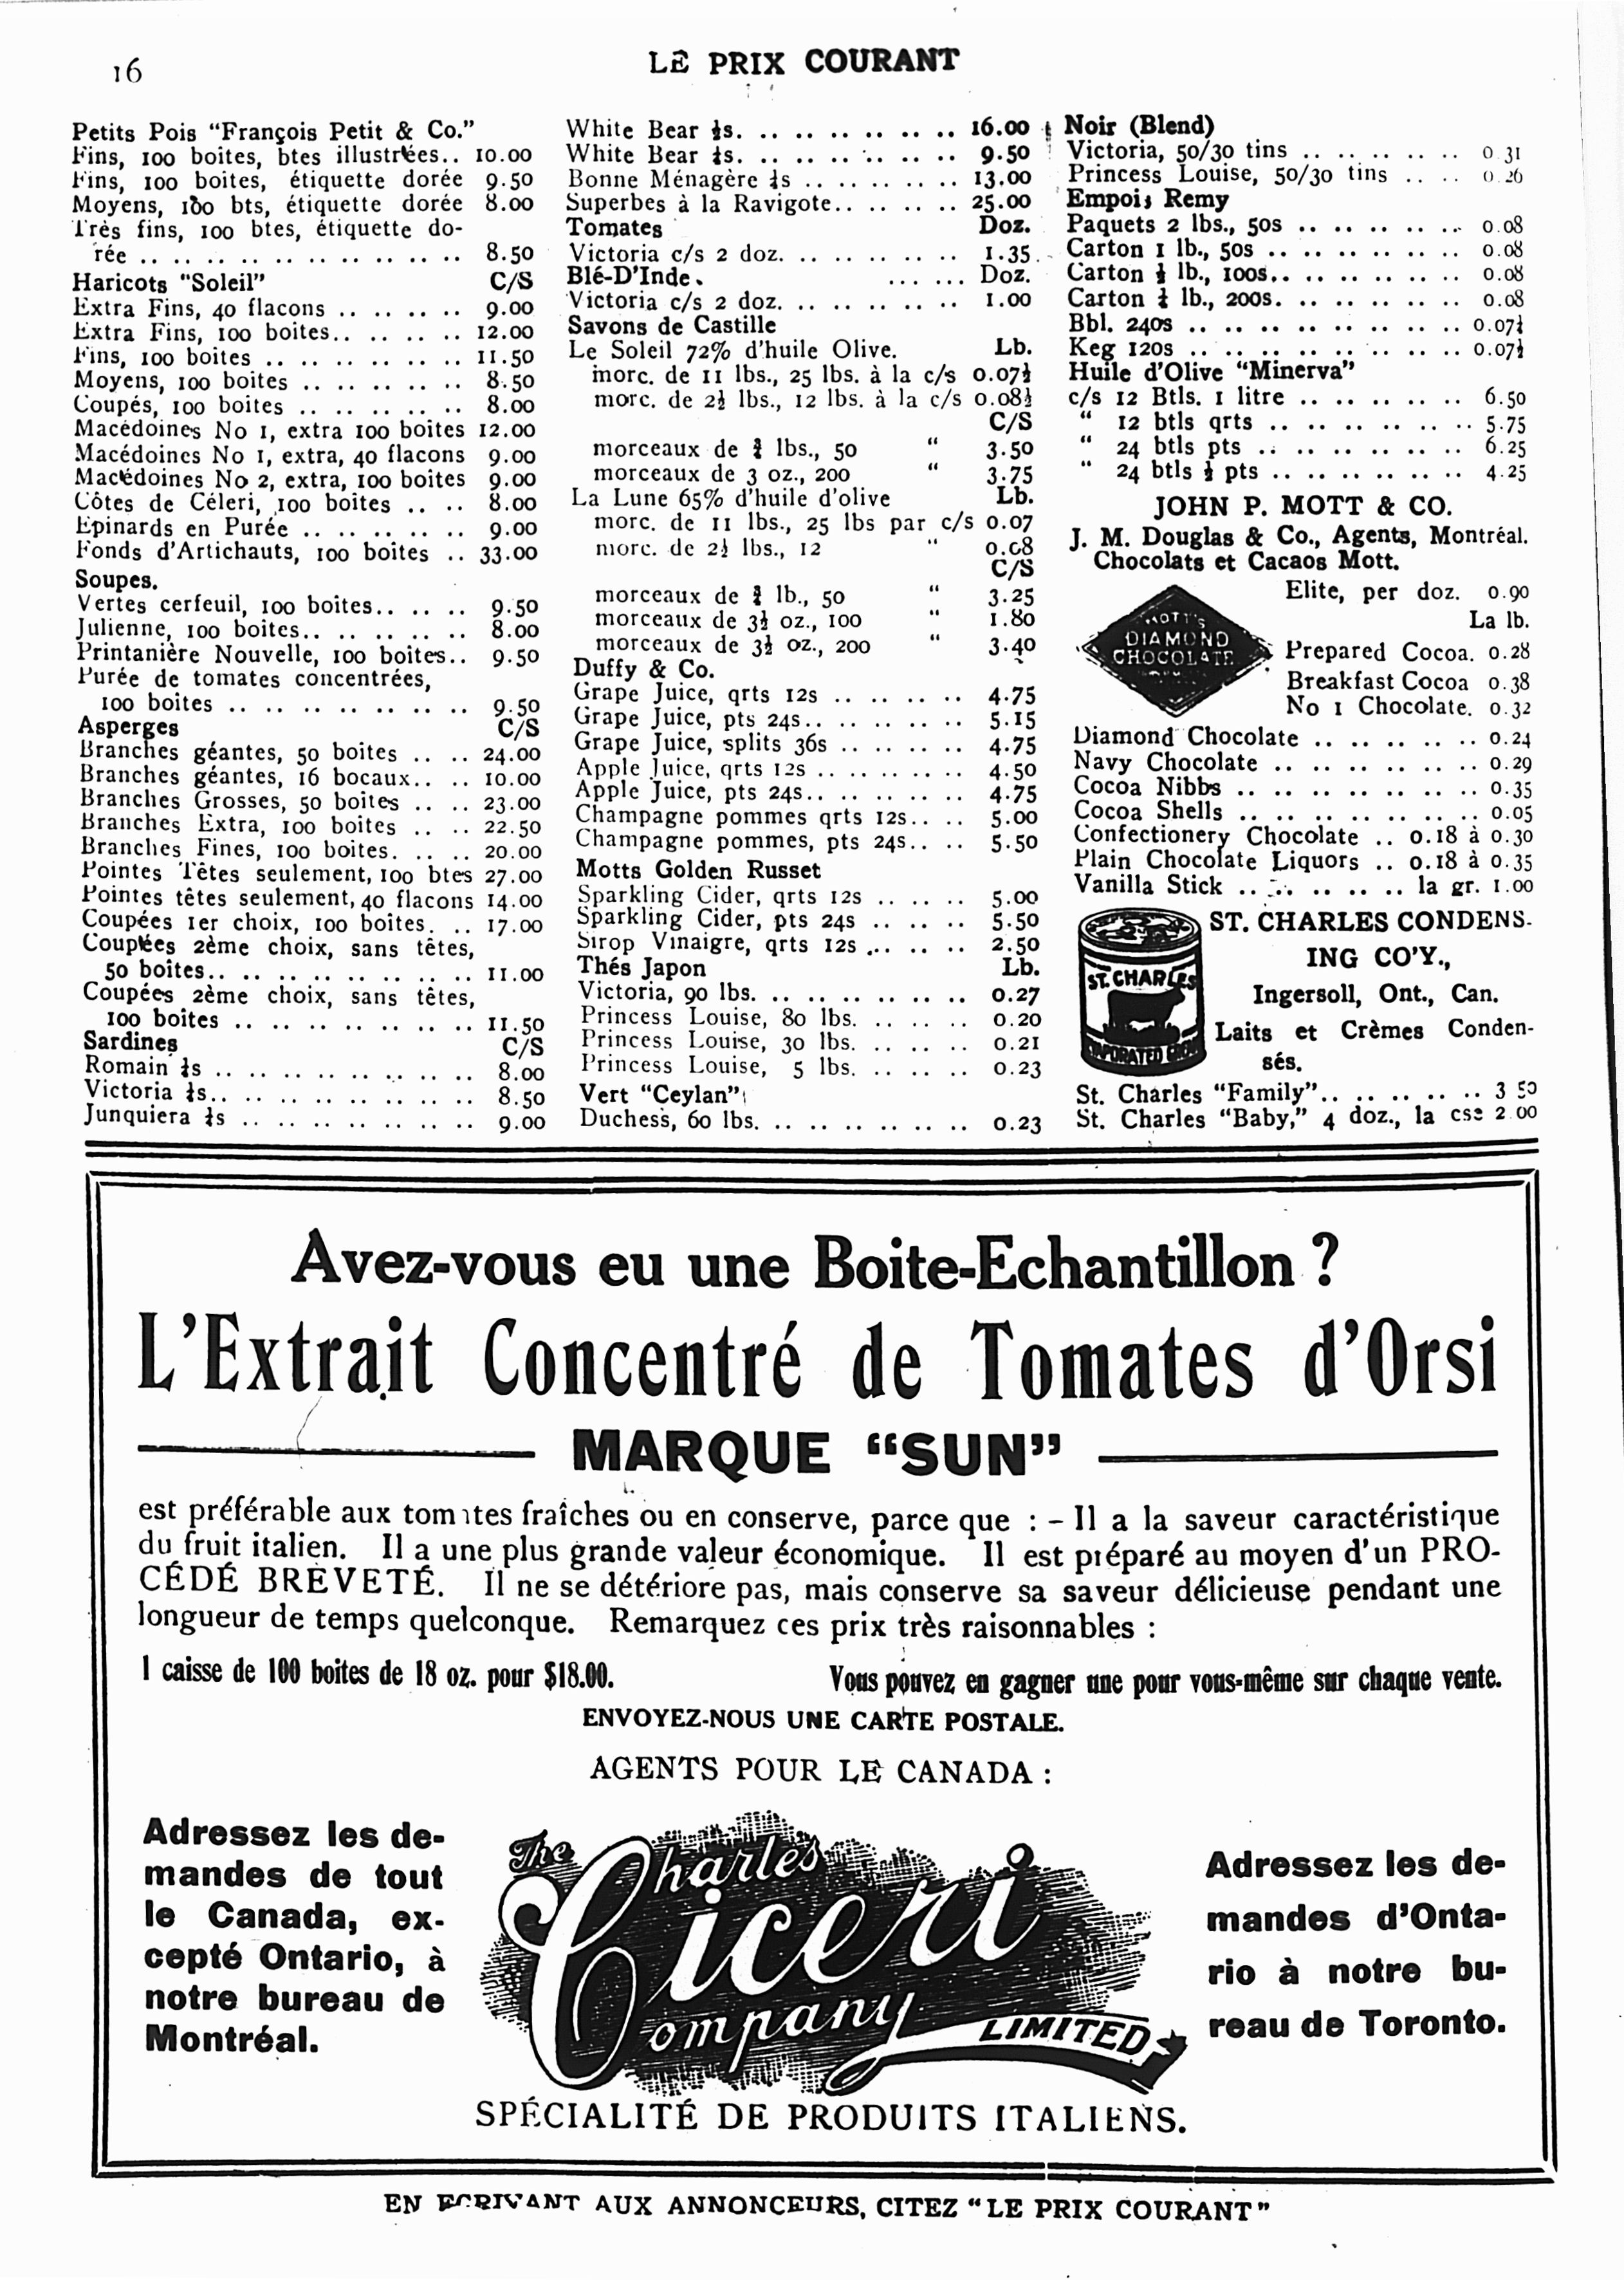 16
LE PRIX COURANT
Petits Pois "François Petit & Co."
Fins, 100 boites, btes illustrées.. 10.00
Fins, 100 boites, étiquette dorée 9.50
Moyens, 100 bts, étiquette dorée 8.00
Très fins, 100 btes, étiquette do-
rée .. .. .. .. .. .. .. .. .. .. .. .. 8.50
Haricots "Soleil" C/S
Extra Fins, 40 flacons .. .. .. .. 9.00
Extra Fins, 100 boites.. .. .. .. 12.00
Fins, 100 boites .. .. .. .. .. .. 11.50
Moyens, 100 boites .. .. .. .. .. 8.50
Coupés, 100 boites .. .. .. .. .. 8.00
Macédoines No 1, extra 100 boites 12.00
Macédoines No 1, extra, 40 flacons 9.00
Macédoines No 2, extra, 100 boites 9.00
Côtes de Céleri, 100 boites .. .. 8.00
Epinards en Purée .. .. .. .. .. 9.00
Fonds d'Artichauts, 100 boites .. 33.00
Soupes.
Vertes cerfeuil, 100 boites.. .. .. 9.50
Julienne, 100 boites.. .. .. .. .. 8.00
Printanière Nouvelle, 100 boites.. 9.50
Purée de tomates concentrées,
100 boites .. .. .. .. .. .. .. .. 9.50
Asperges C/S
Branches géantes, 50 boites .. .. 24.00
Branches géantes, 16 bocaux.. .. 10.00
Branches Grosses, 50 boites .. .. 23.00
Branches Extra, 100 boites .. .. 22.50
Branches Fines, 100 boites. .. .. 20.00
Pointes Têtes seulement, 100 btes 27.00
Pointes têtes seulement, 40 flacons 14.00
Coupées 1er choix, 100 boites. .. 17.00
Coupées 2ème choix, sans têtes,
50 boites.. .. .. .. .. .. .. .. .. 11.00
Coupées 2ème choix, sans têtes,
100 boites .. .. .. .. .. .. .. .. 11.50
Sardines C/S
Romain ¼s .. .. .. .. .. .. .. .. 8.00
Victoria ¼s.. .. .. .. .. .. .. .. 8.50
Junquiera ¼s .. .. .. .. .. .. .. 9.00
White Bear ½s. .. .. .. .. .. .. .. 16.00
White Bear ¼s. .. .. .. .. .. .. .. 9.50
Bonne Ménagère ¼s .. .. .. .. .. 13.00
Superbes à la Ravigote.. .. .. .. 25.00
Tomates Doz.
Victoria c/s 2 doz. .. .. .. .. .. .. 1.35
Blé-D'Inde. ... ... Doz.
Victoria c/s 2 doz. .. .. .. .. .. .. 1.00
Savons de Castille
Le Soleil 72% d'huile Olive. Lb.
morc. de 11 lbs., 25 lbs. à la c/s 0.07½
morc. de 2½ lbs., 12 lbs. à la c/s 0.08½
C/S
morceaux de ¾ lbs., 50 " 3.50
morceaux de 3 oz., 200 " 3.75
La Lune 65% d'huile d'olive Lb.
morc. de 11 lbs., 25 lbs par c/s 0.07
morc. de 2½ lbs., 12 " 0.08
C/S
morceaux de ¾ lb., 50 " 3.25
morceaux de 3½ oz., 100 " 1.80
morceaux de 3½ oz., 200 " 3.40
Duffy & Co.
Grape Juice, qrts 12s .. .. .. .. 4.75
Grape Juice, pts 24s.. .. .. .. .. 5.15
Grape Juice, splits 36s .. .. .. .. 4.75
Apple Juice, qrts 12s .. .. .. .. .. 4.50
Apple Juice, pts 24s.. .. .. .. .. 4.75
Champagne pommes qrts 12s.. .. 5.00
Champagne pommes, pts 24s.. .. 5.50
Motts Golden Russet
Sparkling Cider, qrts 12s .. .. .. 5.00
Sparkling Cider, pts 24s .. .. .. 5.50
Sirop Vinaigre, qrts 12s .. .. .. 2.50
Thés Japon Lb.
Victoria, 90 lbs. .. .. .. .. .. .. .. 0.27
Princess Louise, 80 lbs. .. .. .. 0.20
Princess Louise, 30 lbs. .. .. .. 0.21
Princess Louise, 5 lbs. .. .. .. 0.23
Vert "Ceylan"
Duchess, 60 lbs. .. .. .. .. .. .. .. 0.23
Noir (Blend)
Victoria, 50/30 tins .. .. .. .. .. 0.31
Princess Louise, 50/30 tins .. .. 0.26
Empois Remy
Paquets 2 lbs., 50s .. .. .. .. .. 0.08
Carton 1 lb., 50s .. .. .. .. .. .. 0.08
Carton ½ lb., 100s.. .. .. .. .. .. 0.08
Carton ¼ lb., 200s. .. .. .. .. .. 0.08
Bbl. 240s .. .. .. .. .. .. .. .. 0.07½
Keg 120s .. .. .. .. .. .. .. .. 0.07½
Huile d'Olive "Minerva"
c/s 12 Btls. 1 litre .. .. .. .. .. 6.50
" 12 btls qrts .. .. .. .. .. .. 5.75
" 24 btls pts .. .. .. .. .. .. 6.25
" 24 btls ½ pts .. .. .. .. .. .. 4.25
JOHN P. MOTT & CO.
J. M. Douglas & Co., Agents, Montréal.
Chocolats et Cacaos Mott.
MOTT'S
DIAMOND
CHOCOLATE
Elite, per doz. 0.90
La lb.
Prepared Cocoa. 0.28
Breakfast Cocoa 0.38
No 1 Chocolate. 0.32
Diamond Chocolate .. .. .. .. .. 0.24
Navy Chocolate .. .. .. .. .. .. 0.29
Cocoa Nibbs .. .. .. .. .. .. .. 0.35
Cocoa Shells .. .. .. .. .. .. .. 0.05
Confectionery Chocolate .. 0.18 à 0.30
Plain Chocolate Liquors .. 0.18 à 0.35
Vanilla Stick .. .. .. .. .. la gr. 1.00
ST. CHARLES
EVAPORATED CREAM
ST. CHARLES CONDENS-
ING CO'Y.,
Ingersoll, Ont., Can.
Laits et Crèmes Conden-
sés.
St. Charles "Family".. .. .. .. .. 3 50
St. Charles "Baby," 4 doz., la cse 2.00
Avez-vous eu une Boite-Echantillon ?
L'Extrait Concentré de Tomates d'Orsi
MARQUE "SUN"
est préférable aux tomates fraîches ou en conserve, parce que : – Il a la saveur caractéristique
du fruit italien. Il a une plus grande valeur économique. Il est préparé au moyen d'un PRO-
CÉDÉ BREVETÉ. Il ne se détériore pas, mais conserve sa saveur délicieuse pendant une
longueur de temps quelconque. Remarquez ces prix très raisonnables :
1 caisse de 100 boites de 18 oz. pour $18.00. Vous pouvez en gagner une pour vous-même sur chaque vente.
ENVOYEZ-NOUS UNE CARTE POSTALE.
AGENTS POUR LE CANADA :
Adressez les de-
mandes de tout
le Canada, ex-
cepté Ontario, à
notre bureau de
Montréal.
The Charles
Ciceri
Company
LIMITED
Adressez les de-
mandes d'Onta-
rio à notre bu-
reau de Toronto.
SPÉCIALITÉ DE PRODUITS ITALIENS.
EN ECRIVANT AUX ANNONCEURS, CITEZ "LE PRIX COURANT"